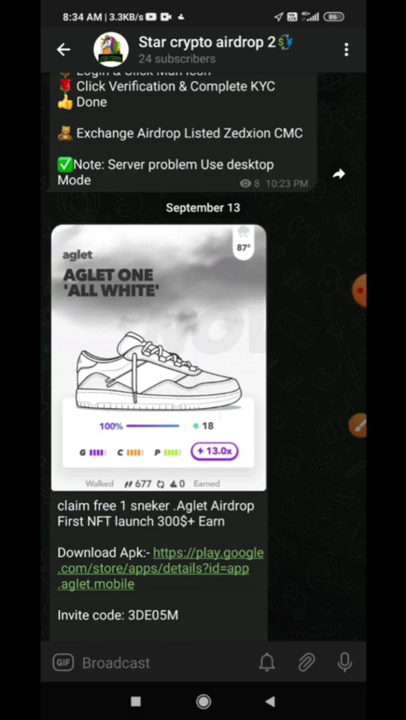 8:34 AM | 3.3KB/s
Star crypto airdrop 2
24 subscribers
Click Verification & Complete KYC
Done
Exchange Airdrop Listed Zedxion CMC
Note: Server problem Use desktop
Mode
8 10:23 PM
September 13
aglet
87°
AGLET ONE
'ALL WHITE'
100%
18
G
C
P
13.0x
Walked 677 0 Earned
claim free 1 sneker .Aglet Airdrop
First NFT launch 300$+ Earn
Download Apk:- https://play.google
.com/store/apps/details?id=app
.aglet.mobile
Invite code: 3DE05M
GIF Broadcast